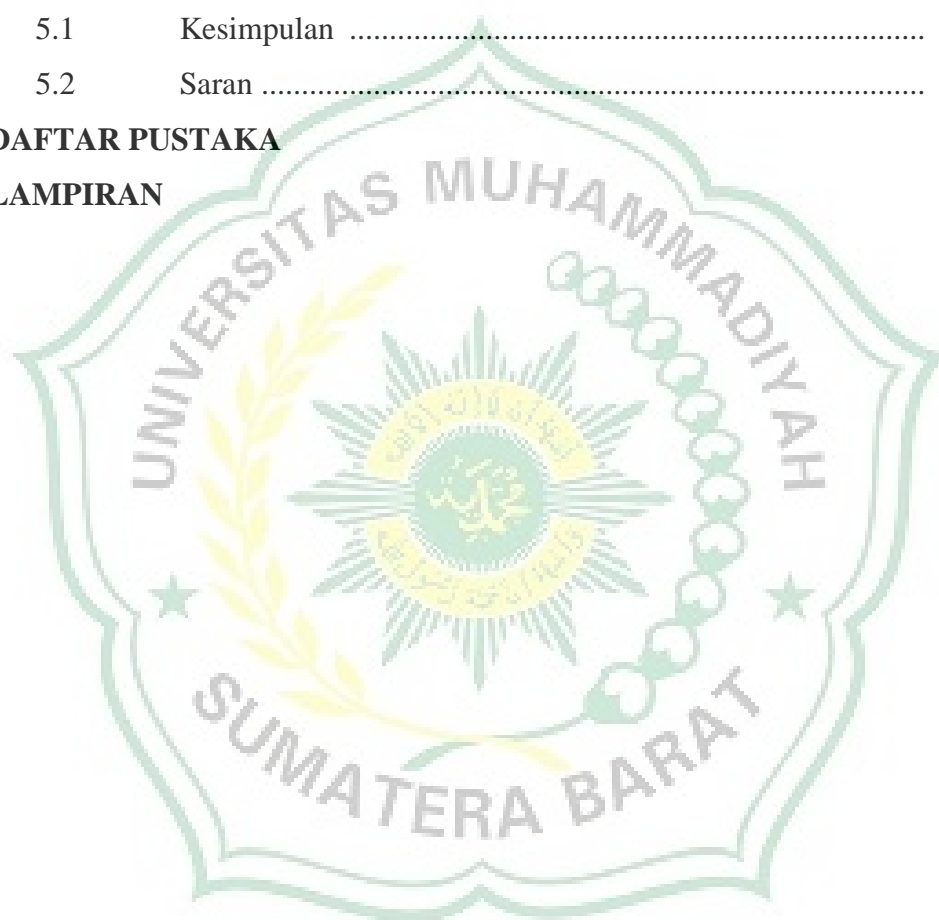 5.1 Kesimpulan ........................................................................
5.2 Saran ...................................................................................
DAFTAR PUSTAKA
LAMPIRAN
UNIVERSITAS MUHAMMADIYAH
SUMATERA BARAT